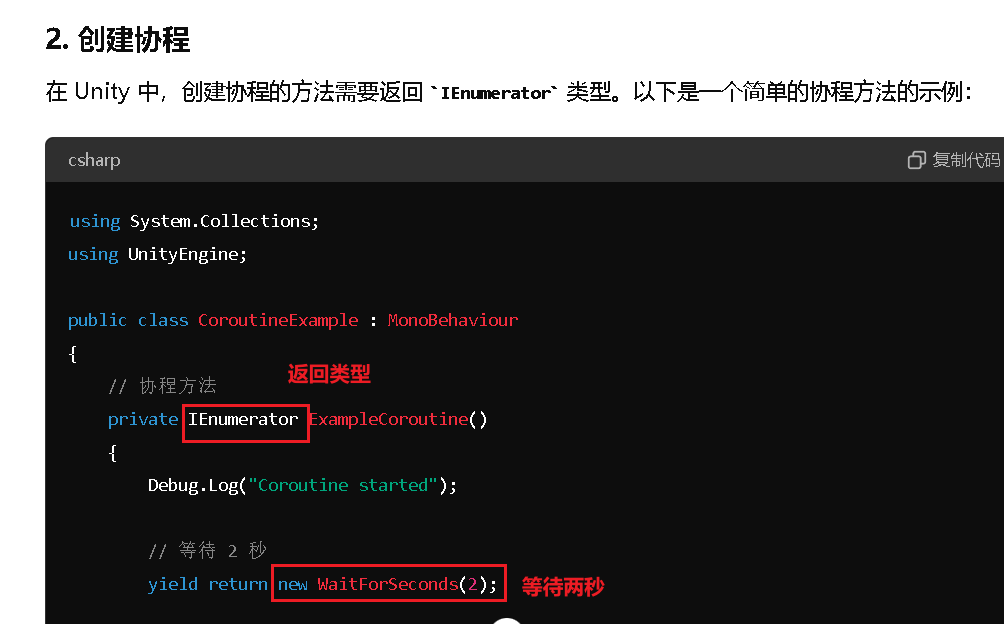 2. 创建协程
在 Unity 中，创建协程的方法需要返回 `IEnumerator` 类型。以下是一个简单的协程方法的示例：
csharp 复制代码
using System.Collections;
using UnityEngine;
public class CoroutineExample : MonoBehaviour
{
// 协程方法
返回类型
private IEnumerator ExampleCoroutine()
{
Debug.Log("Coroutine started");
// 等待 2 秒
yield return new WaitForSeconds(2); 等待两秒